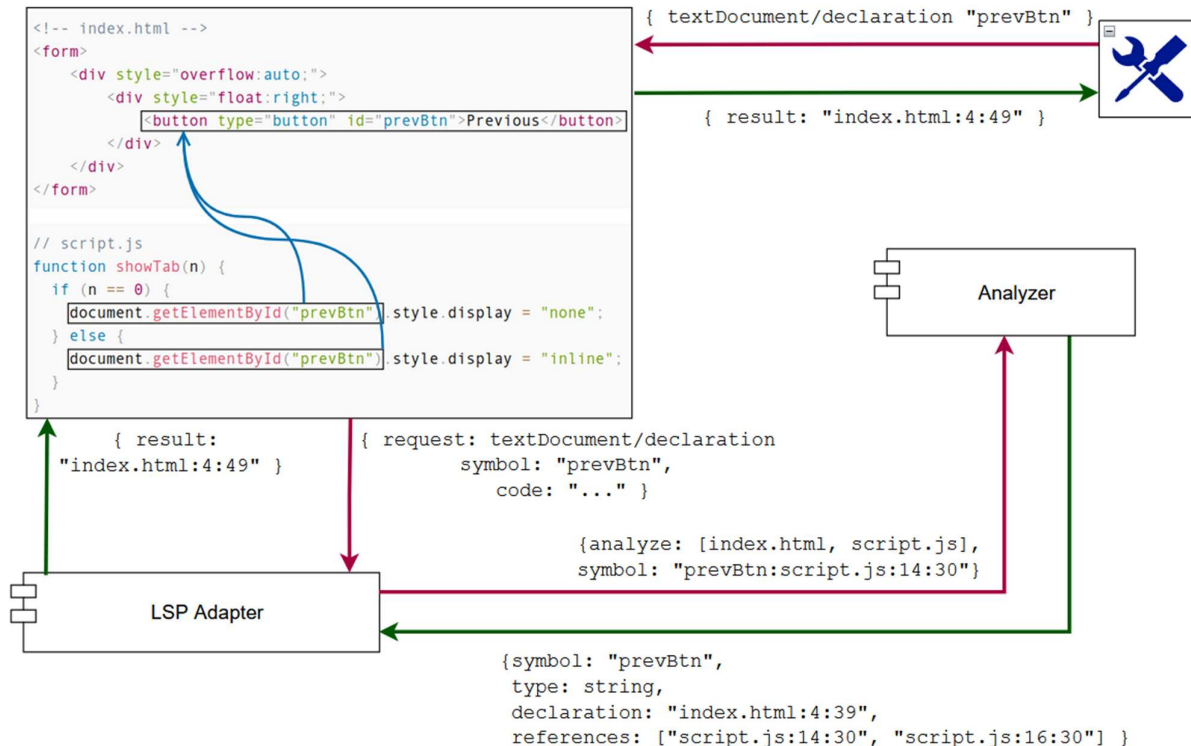 <!-- index.html -->
<form>
<div style="overflow:auto;">
<div style="float:right;">
<button type="button" id="prevBtn">Previous</button>
</div>
</div>
</form>
// script.js
function showTab(n) {
if (n == 0) {
document.getElementById("prevBtn").style.display = "none";
} else {
document.getElementById("prevBtn").style.display = "inline";
}
}
{ textDocument/declaration "prevBtn" }
{ result: "index.html:4:49" }
Analyzer
{ result:
"index.html:4:49" }
{ request: textDocument/declaration
symbol: "prevBtn",
code: "..." }
{analyze: [index.html, script.js],
symbol: "prevBtn:script.js:14:30"}
LSP Adapter
{symbol: "prevBtn",
type: string,
declaration: "index.html:4:39",
references: ["script.js:14:30", "script.js:16:30"] }